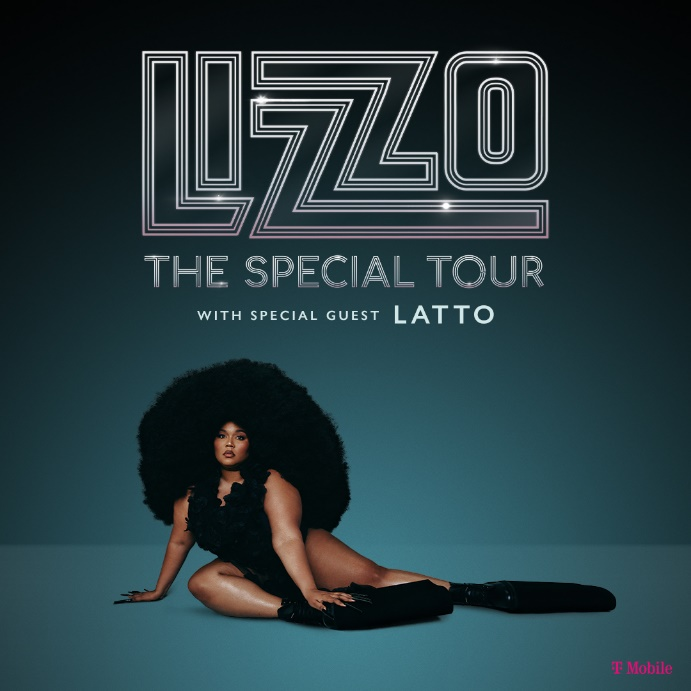 LIZZO
THE SPECIAL TOUR
WITH SPECIAL GUEST LATTO
T Mobile